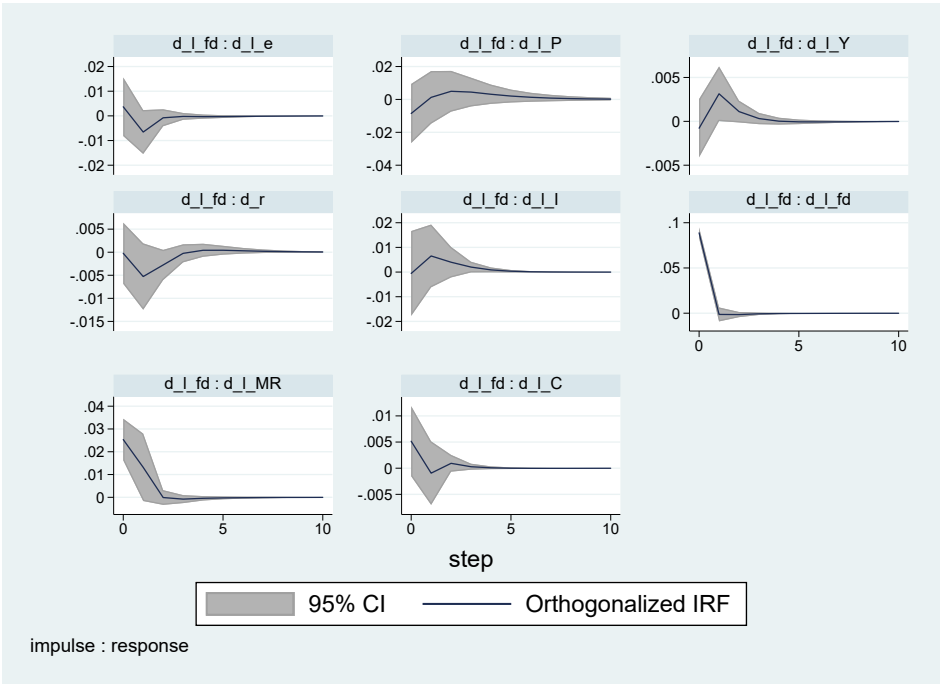 d_l_fd : d_l_e
.02
.01
0
-.01
-.02
d_l_fd : d_l_P
.02
0
-.02
-.04
d_l_fd : d_l_Y
.005
0
-.005
d_l_fd : d_r
.005
0
-.005
-.01
-.015
d_l_fd : d_l_I
.02
.01
0
-.01
-.02
d_l_fd : d_l_fd
.1
.05
0
0 5 10
d_l_fd : d_l_MR
.04
.03
.02
.01
0
0 5 10
d_l_fd : d_l_C
.01
.005
0
-.005
0 5 10
step
95% CI Orthogonalized IRF
impulse : response